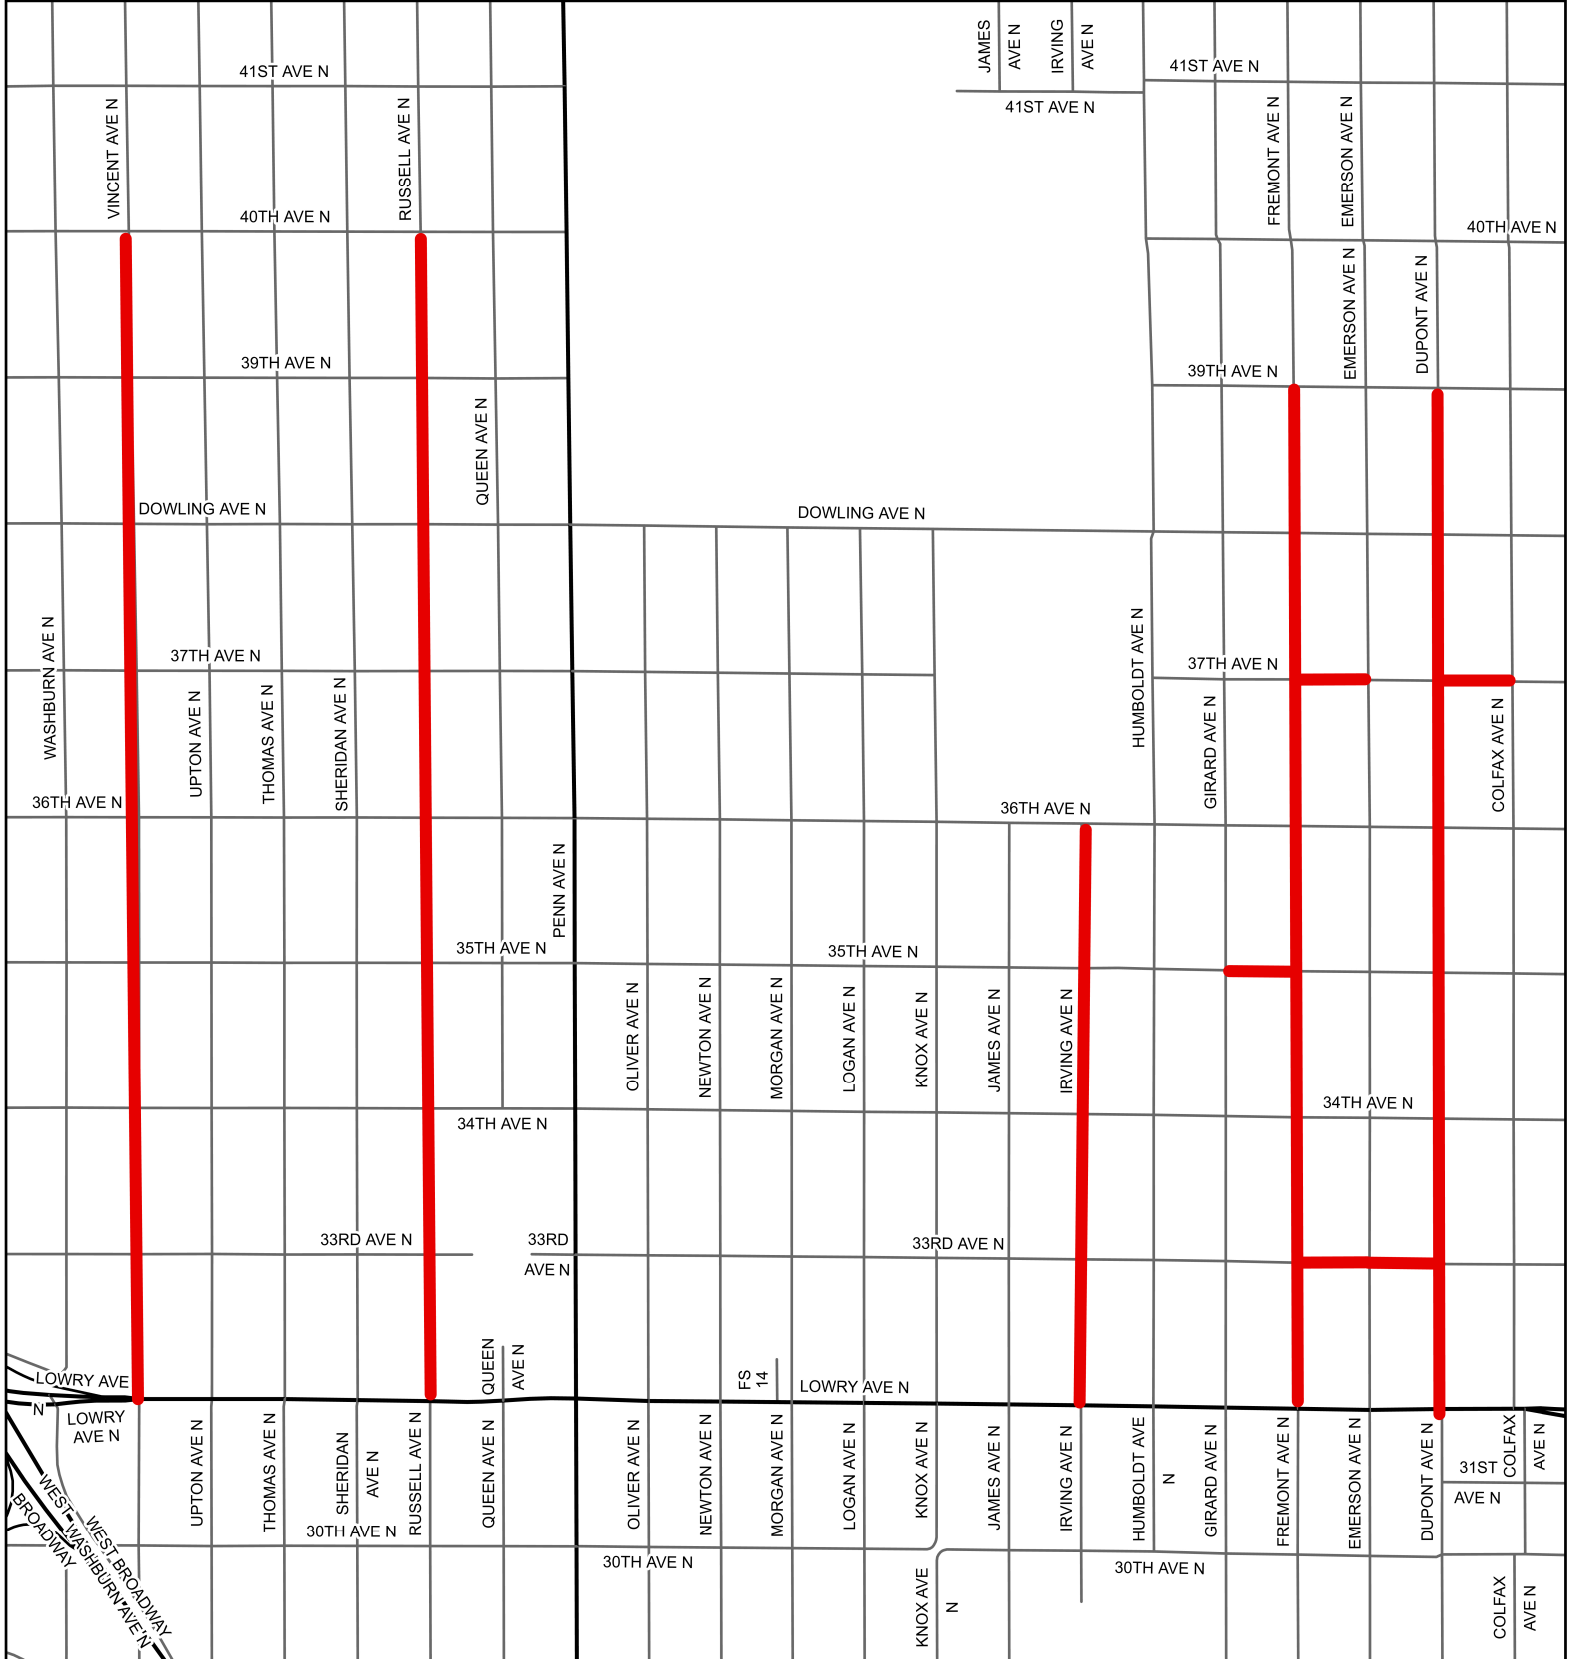 JAMES
AVE N
IRVING
AVE N
41ST AVE N
41ST AVE N
41ST AVE N
VINCENT AVE N
RUSSELL AVE N
FREMONT AVE N
EMERSON AVE N
40TH AVE N
40TH AVE N
EMERSON AVE N
DUPONT AVE N
39TH AVE N
39TH AVE N
QUEEN AVE N
DOWLING AVE N
DOWLING AVE N
WASHBURN AVE N
37TH AVE N
37TH AVE N
HUMBOLDT AVE N
UPTON AVE N
THOMAS AVE N
SHERIDAN AVE N
GIRARD AVE N
COLFAX AVE N
36TH AVE N
36TH AVE N
PENN AVE N
35TH AVE N
35TH AVE N
OLIVER AVE N
NEWTON AVE N
MORGAN AVE N
LOGAN AVE N
KNOX AVE N
JAMES AVE N
IRVING AVE N
34TH AVE N
34TH AVE N
33RD AVE N
33RD
AVE N
33RD AVE N
QUEEN
AVE N
FS
14
LOWRY AVE
N
LOWRY
AVE N
LOWRY AVE N
UPTON AVE N
THOMAS AVE N
SHERIDAN
AVE N
RUSSELL AVE N
QUEEN AVE N
OLIVER AVE N
NEWTON AVE N
MORGAN AVE N
LOGAN AVE N
KNOX AVE N
JAMES AVE N
IRVING AVE N
HUMBOLDT AVE
N
GIRARD AVE N
FREMONT AVE N
EMERSON AVE N
DUPONT AVE N
COLFAX
AVE N
31ST
AVE N
30TH AVE N
30TH AVE N
30TH AVE N
WEST BROADWAY
WEST
BROADWAY
WASHBURN AVE N
KNOX AVE
N
COLFAX
AVE N